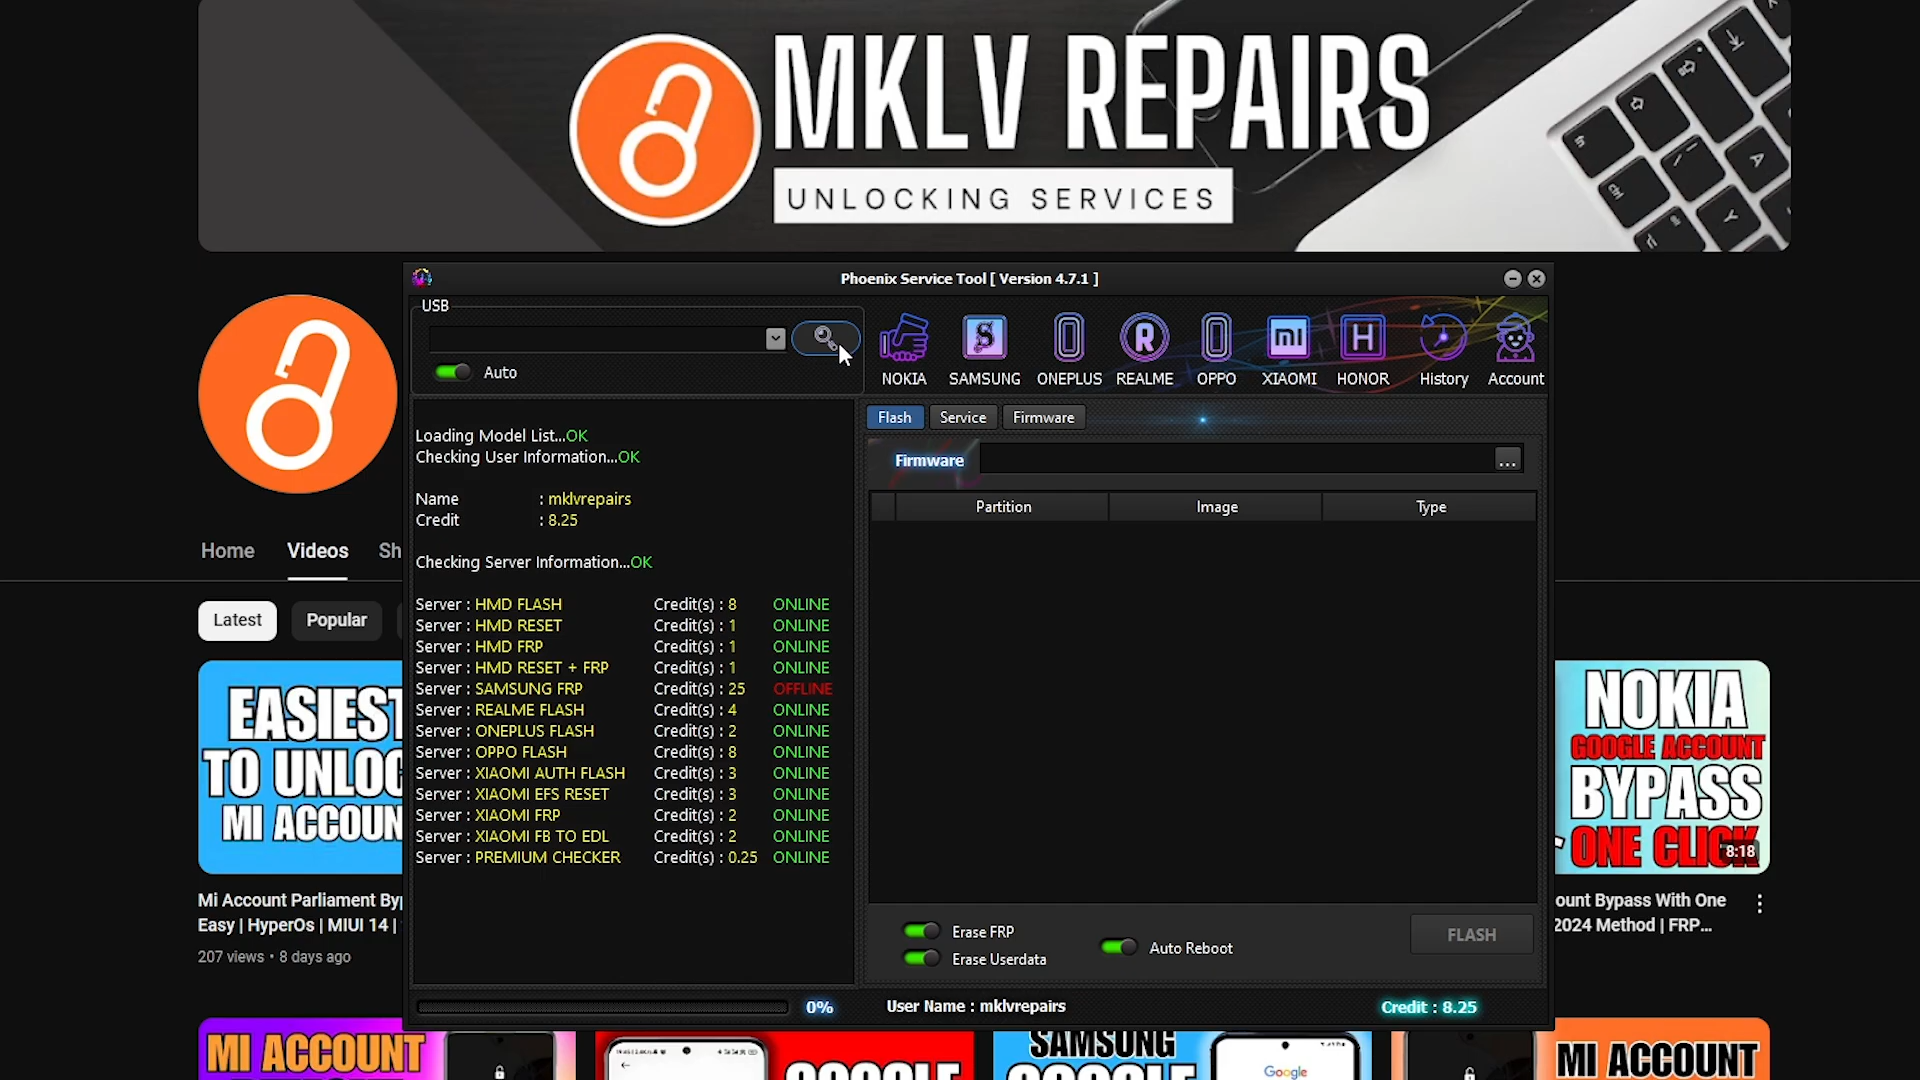 MKLV REPAIRS
UNLOCKING SERVICES
Phoenix Service Tool [ Version 4.7.1 ]
USB
Auto
NOKIA SAMSUNG ONEPLUS REALME OPPO XIAOMI HONOR History Account
Flash Service Firmware
Firmware ...
Partition Image Type
Loading Model List...OK
Checking User Information...OK
Name : mklvrepairs
Credit : 8.25
Checking Server Information...OK
Server : HMD FLASH Credit(s) : 8 ONLINE
Server : HMD RESET Credit(s) : 1 ONLINE
Server : HMD FRP Credit(s) : 1 ONLINE
Server : HMD RESET + FRP Credit(s) : 1 ONLINE
Server : SAMSUNG FRP Credit(s) : 25 OFFLINE
Server : REALME FLASH Credit(s) : 4 ONLINE
Server : ONEPLUS FLASH Credit(s) : 2 ONLINE
Server : OPPO FLASH Credit(s) : 8 ONLINE
Server : XIAOMI AUTH FLASH Credit(s) : 3 ONLINE
Server : XIAOMI EFS RESET Credit(s) : 3 ONLINE
Server : XIAOMI FRP Credit(s) : 2 ONLINE
Server : XIAOMI FB TO EDL Credit(s) : 2 ONLINE
Server : PREMIUM CHECKER Credit(s) : 0.25 ONLINE
Erase FRP
Erase Userdata
Auto Reboot
FLASH
0%
User Name : mklvrepairs
Credit : 8.25
Home Videos Sh
Latest Popular
EASIEST
TO UNLOC
MI ACCOUN
Mi Account Parliament Byp
Easy | HyperOs | MIUI 14 |
207 views • 8 days ago
NOKIA
GOOGLE ACCOUNT
BYPASS
ONE CLICK
8:18
ount Bypass With One
2024 Method | FRP...
MI ACCOUNT
GOOGLE
SAMSUNG
GOOGLE
Google
MI ACCOUNT